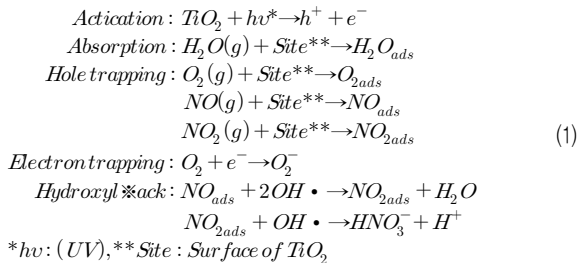 Actication : TiO₂ + hυ* → h⁺ + e⁻
Absorption : H₂O(g) + Site** → H₂O_ads
Hole trapping : O₂(g) + Site** → O₂ads
NO(g) + Site** → NO_ads
NO₂(g) + Site** → NO₂ads
(1)
Electron trapping : O₂ + e⁻ → O₂⁻
Hydroxyl ※ack : NO_ads + 2OH • → NO₂ads + H₂O
NO₂ads + OH • → HNO₃⁻ + H⁺
*hυ : (UV), **Site : Surface of TiO₂